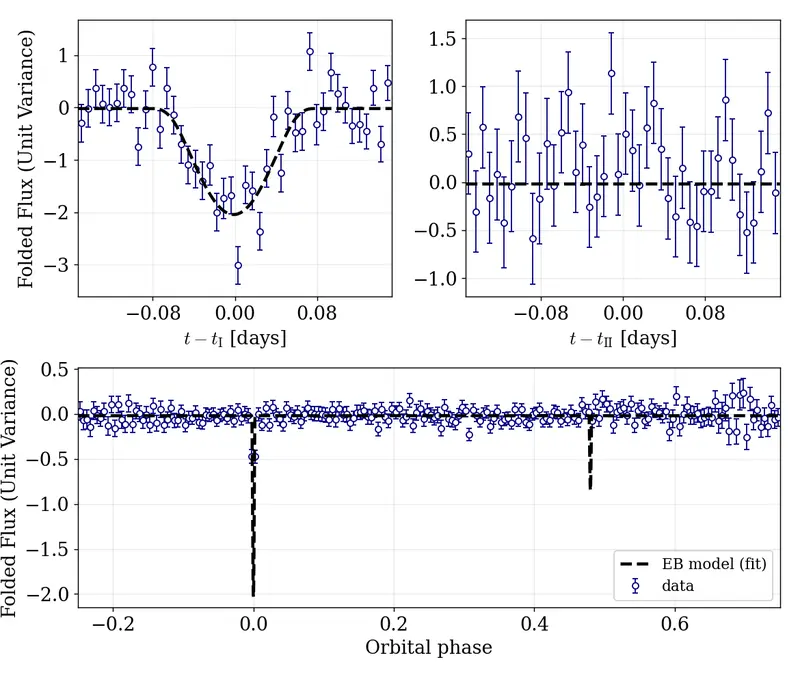 Folded Flux (Unit Variance)
1
0
−1
−2
−3
−0.08 0.00 0.08
t − tI [days]
1.5
1.0
0.5
0.0
−0.5
−1.0
−0.08 0.00 0.08
t − tII [days]
Folded Flux (Unit Variance)
0.5
0.0
−0.5
−1.0
−1.5
−2.0
EB model (fit)
data
−0.2 0.0 0.2 0.4 0.6
Orbital phase